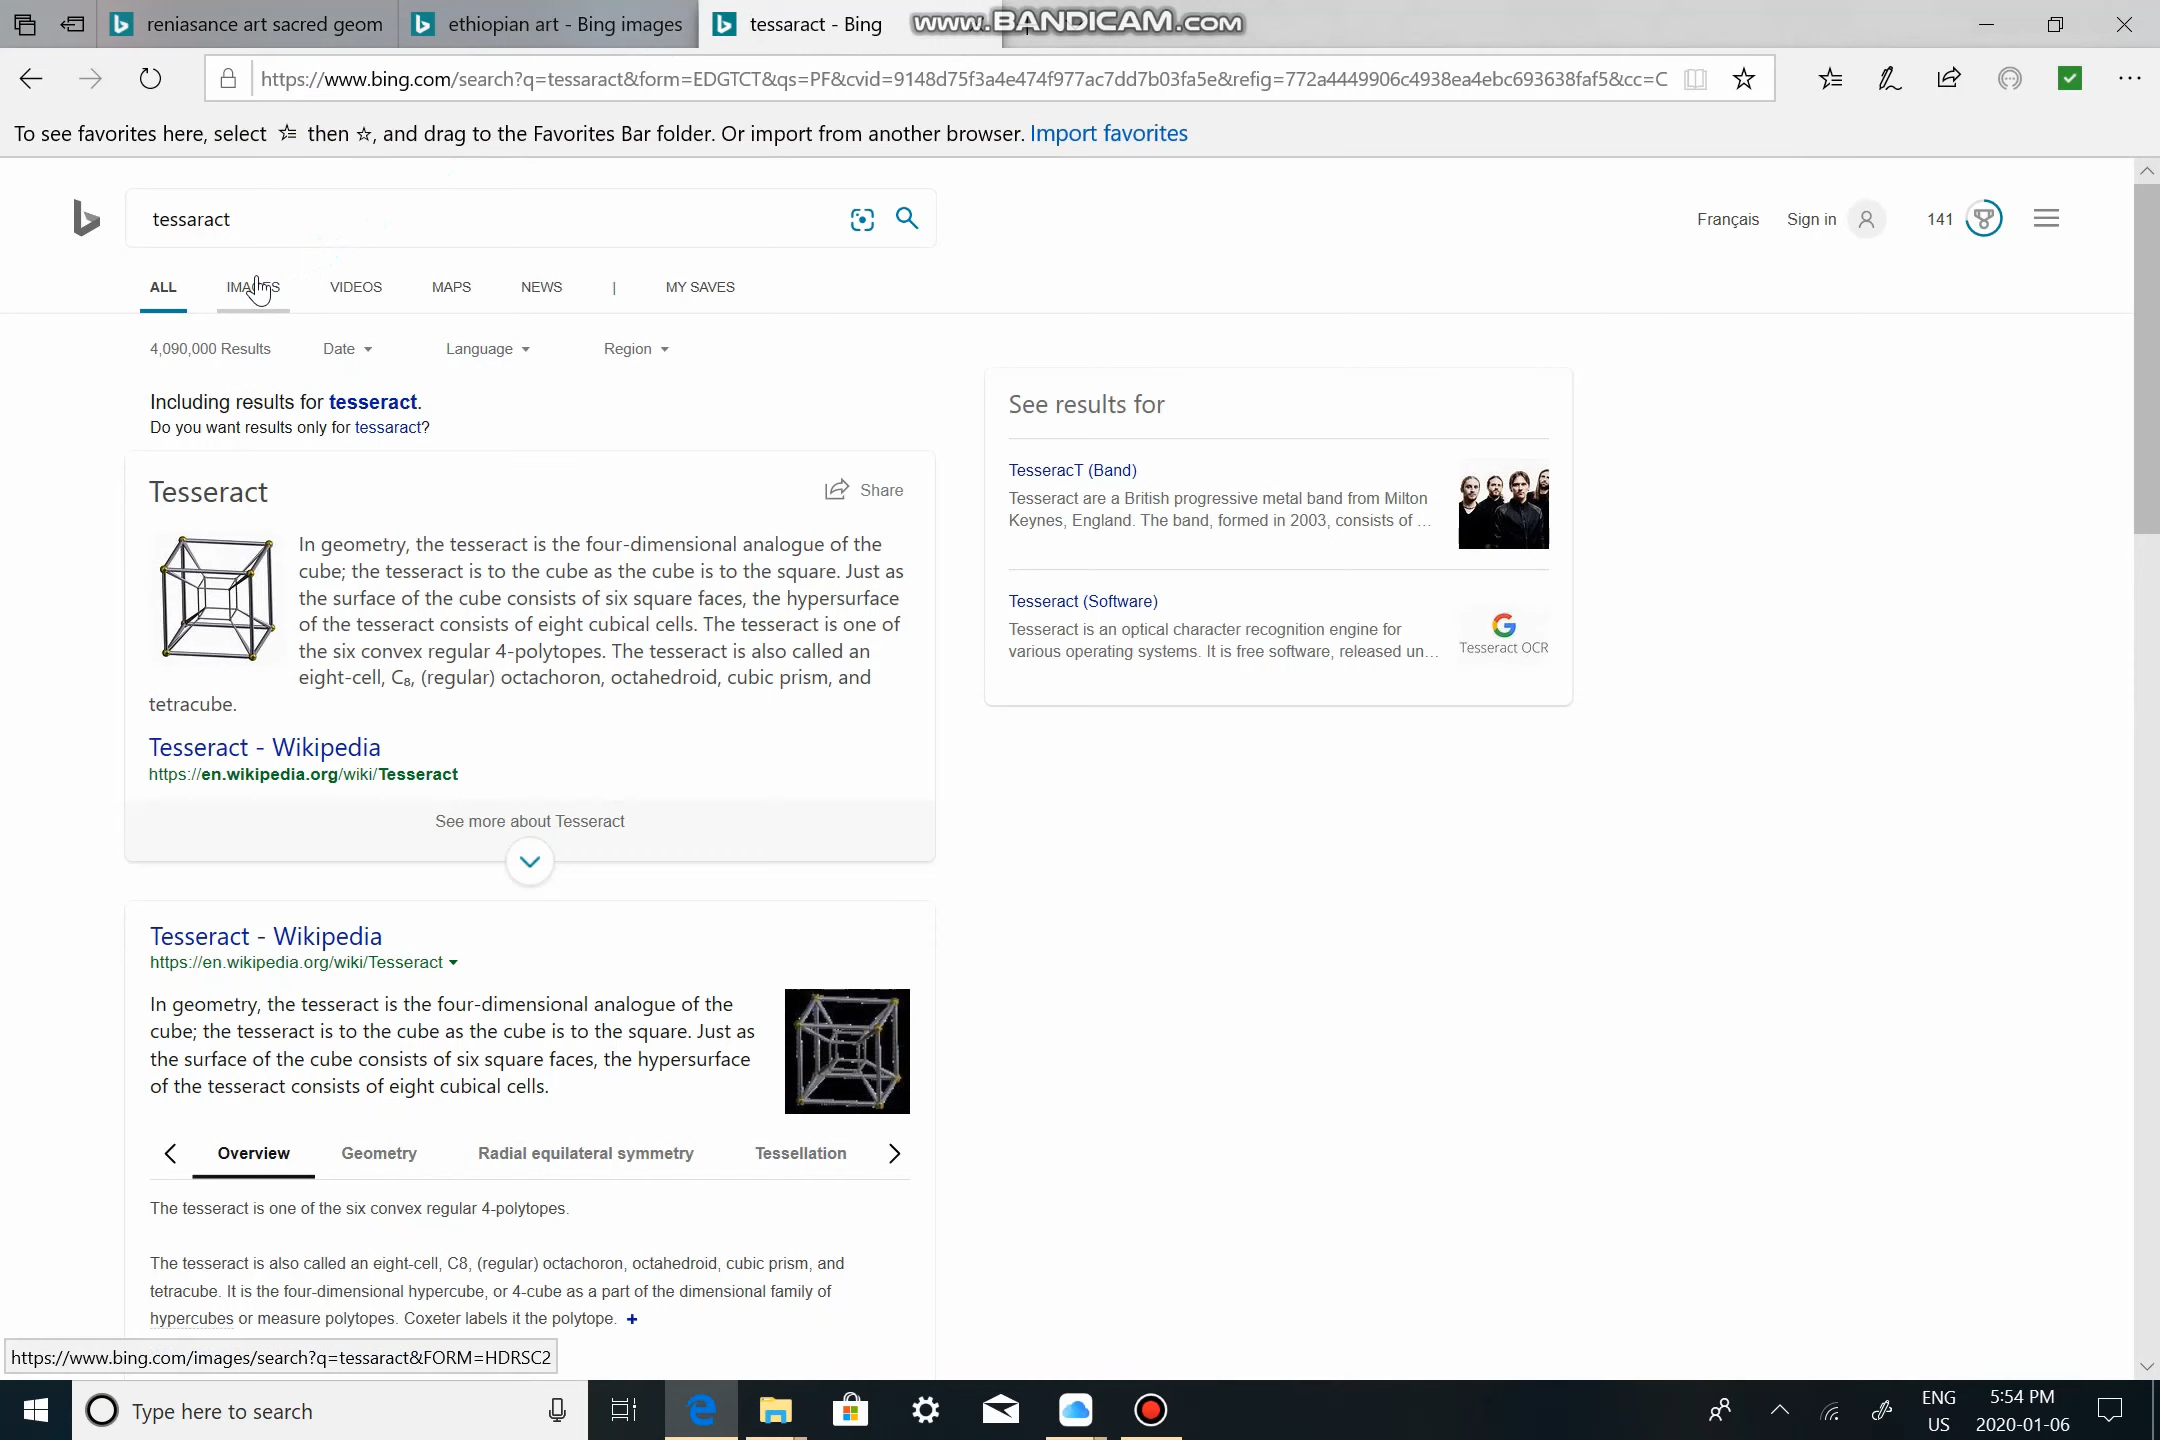 reniasance art sacred geom
ethiopian art - Bing images
tessaract - Bing
www.BANDICAM.com
https://www.bing.com/search?q=tessaract&form=EDGTCT&qs=PF&cvid=9148d75f3a4e474f977ac7dd7b03fa5e&refig=772a4449906c4938ea4ebc693638faf5&cc=C
To see favorites here, select then ☆, and drag to the Favorites Bar folder. Or import from another browser. Import favorites
tessaract
Français Sign in 141
ALL IMAGES VIDEOS MAPS NEWS | MY SAVES
4,090,000 Results Date Language Region
Including results for tesseract.
Do you want results only for tessaract?
Tesseract
Share
In geometry, the tesseract is the four-dimensional analogue of the
cube; the tesseract is to the cube as the cube is to the square. Just as
the surface of the cube consists of six square faces, the hypersurface
of the tesseract consists of eight cubical cells. The tesseract is one of
the six convex regular 4-polytopes. The tesseract is also called an
eight-cell, C₈, (regular) octachoron, octahedroid, cubic prism, and
tetracube.
Tesseract - Wikipedia
https://en.wikipedia.org/wiki/Tesseract
See more about Tesseract
See results for
TesseracT (Band)
Tesseract are a British progressive metal band from Milton
Keynes, England. The band, formed in 2003, consists of ...
Tesseract (Software)
Tesseract is an optical character recognition engine for
various operating systems. It is free software, released un...
Tesseract OCR
Tesseract - Wikipedia
https://en.wikipedia.org/wiki/Tesseract
In geometry, the tesseract is the four-dimensional analogue of the
cube; the tesseract is to the cube as the cube is to the square. Just as
the surface of the cube consists of six square faces, the hypersurface
of the tesseract consists of eight cubical cells.
Overview Geometry Radial equilateral symmetry Tessellation
The tesseract is one of the six convex regular 4-polytopes.
The tesseract is also called an eight-cell, C8, (regular) octachoron, octahedroid, cubic prism, and
tetracube. It is the four-dimensional hypercube, or 4-cube as a part of the dimensional family of
hypercubes or measure polytopes. Coxeter labels it the polytope. +
https://www.bing.com/images/search?q=tessaract&FORM=HDRSC2
Type here to search
ENG
US
5:54 PM
2020-01-06